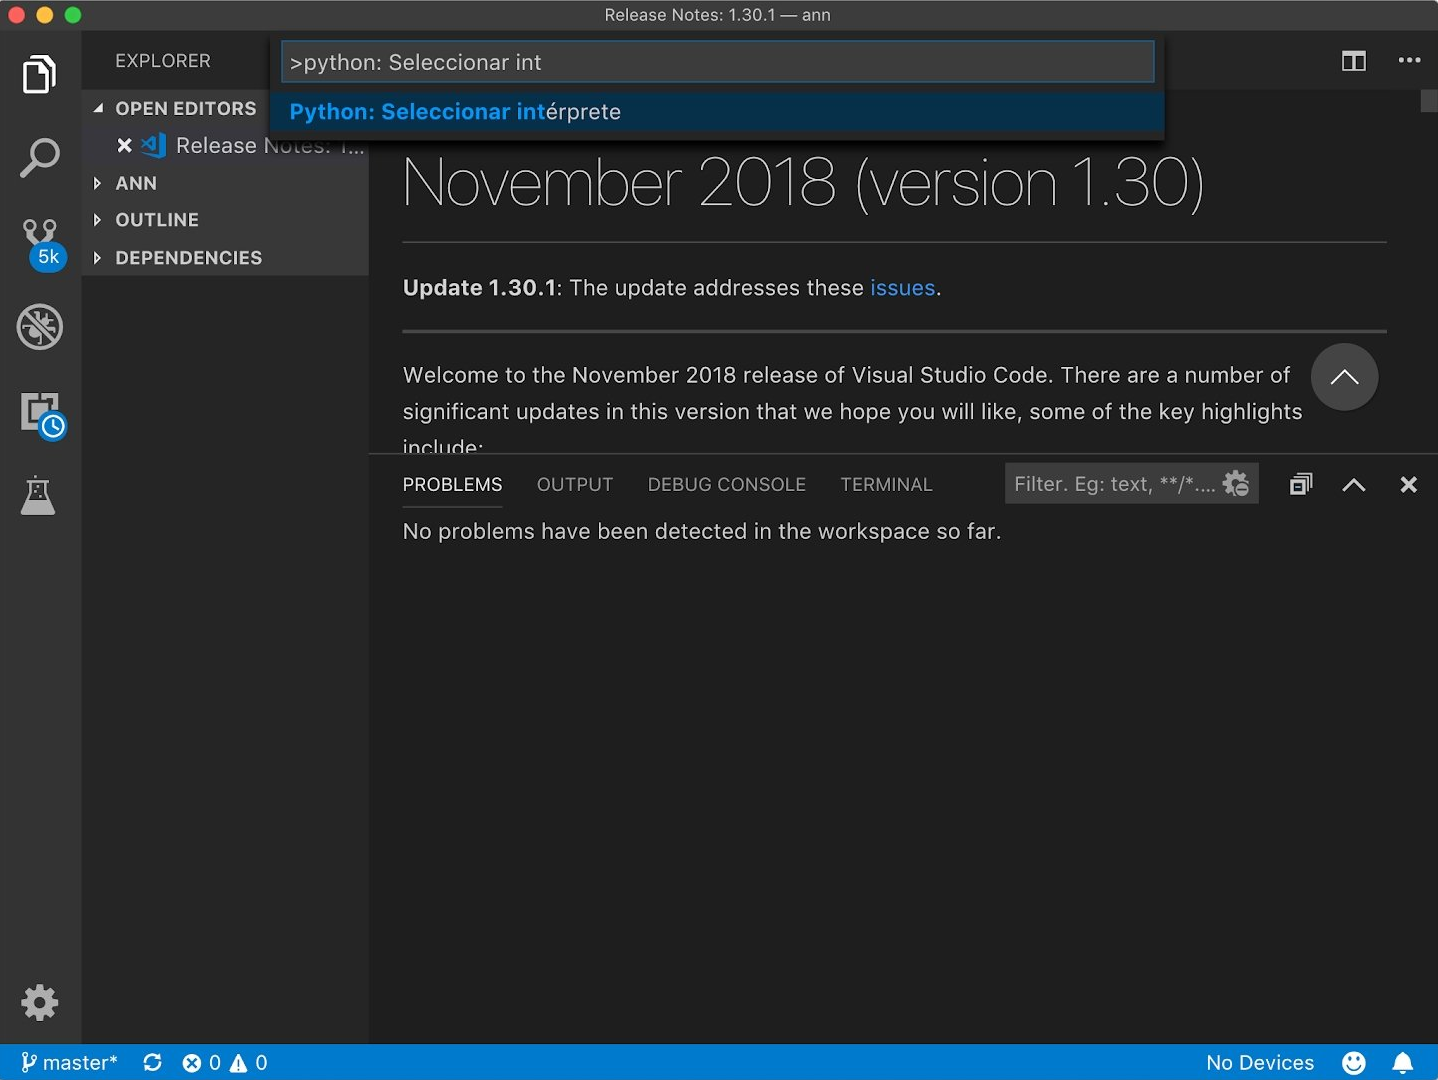 Release Notes: 1.30.1 — ann
EXPLORER
>python: Seleccionar int
Python: Seleccionar intérprete
OPEN EDITORS
Release Notes: 1...
ANN
OUTLINE
DEPENDENCIES
5k
November 2018 (version 1.30)
Update 1.30.1: The update addresses these issues.
Welcome to the November 2018 release of Visual Studio Code. There are a number of
significant updates in this version that we hope you will like, some of the key highlights
include:
PROBLEMS OUTPUT DEBUG CONSOLE TERMINAL
Filter. Eg: text, **/*....
No problems have been detected in the workspace so far.
master* 0 0
No Devices